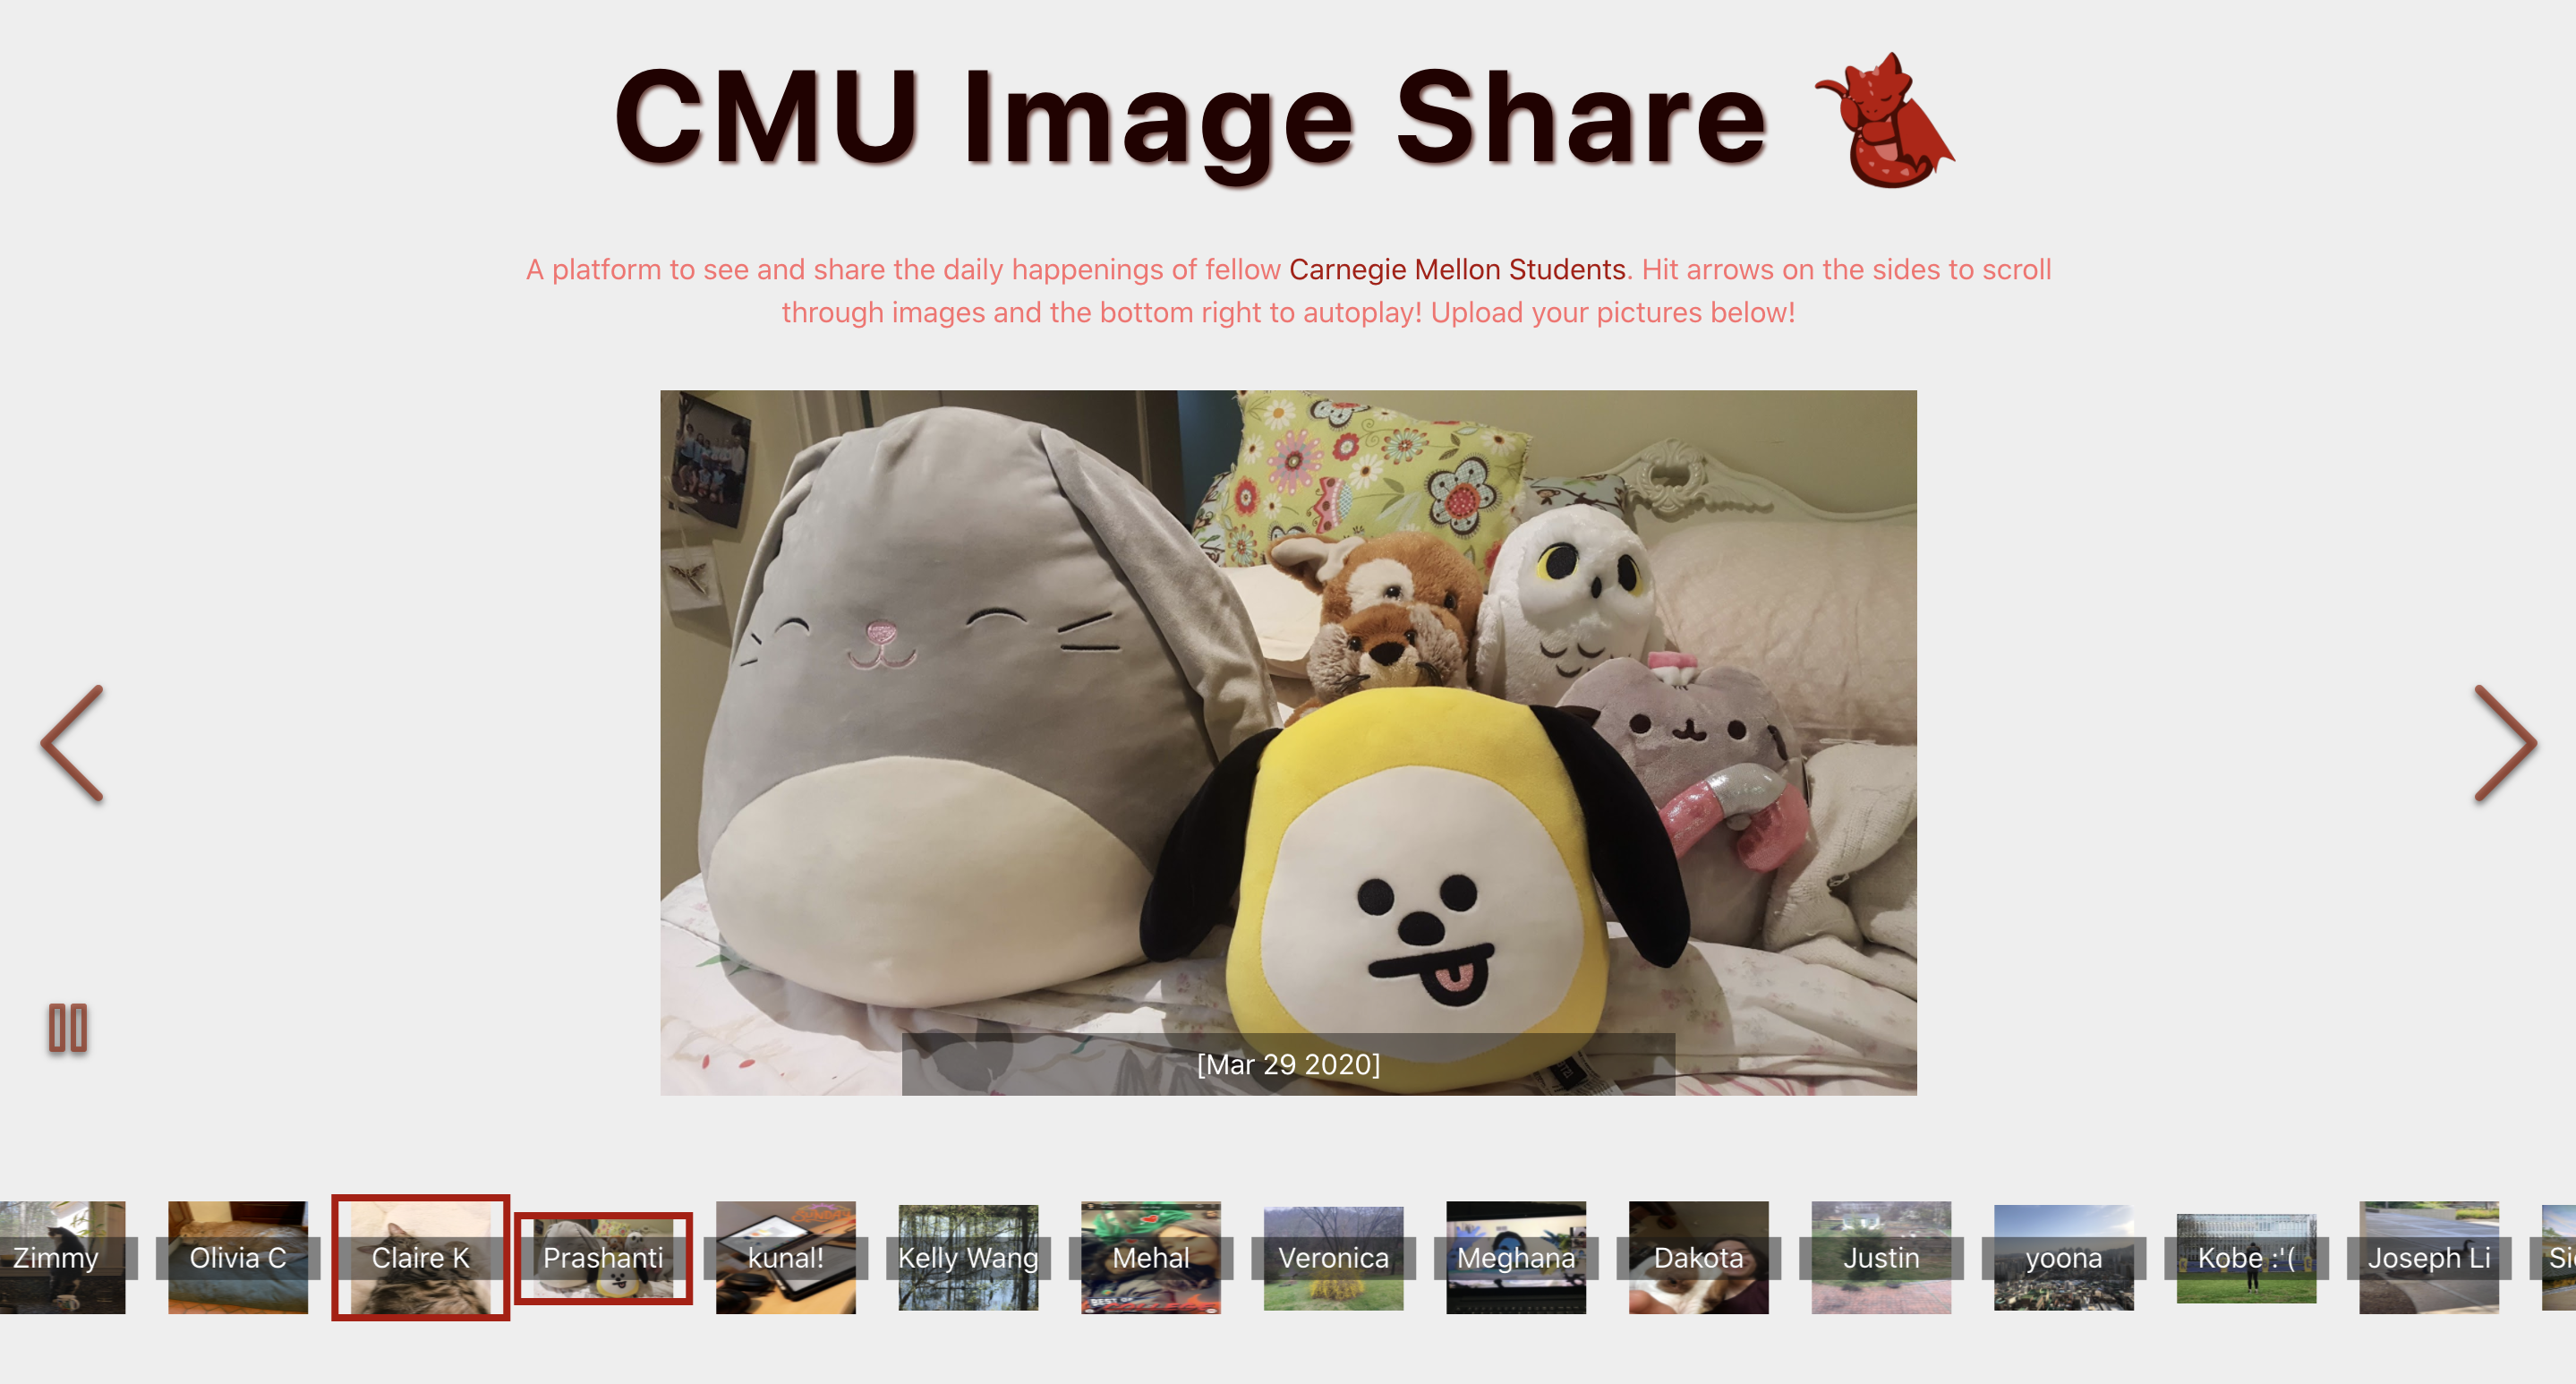 CMU Image Share
A platform to see and share the daily happenings of fellow Carnegie Mellon Students. Hit arrows on the sides to scroll
through images and the bottom right to autoplay! Upload your pictures below!
[Mar 29 2020]
Zimmy
Olivia C
Claire K
Prashanti
kunal!
Kelly Wang
Mehal
Veronica
Meghana
Dakota
Justin
yoona
Kobe :'(
Joseph Li